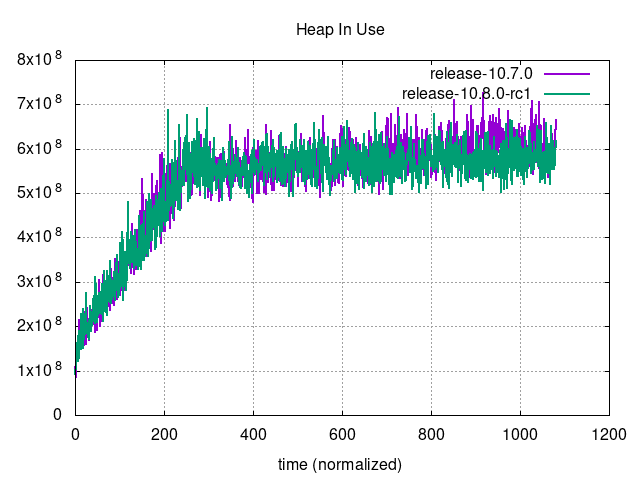 Heap In Use
8x10^8
7x10^8
6x10^8
5x10^8
4x10^8
3x10^8
2x10^8
1x10^8
0
release-10.7.0
release-10.8.0-rc1
0 200 400 600 800 1000 1200
time (normalized)